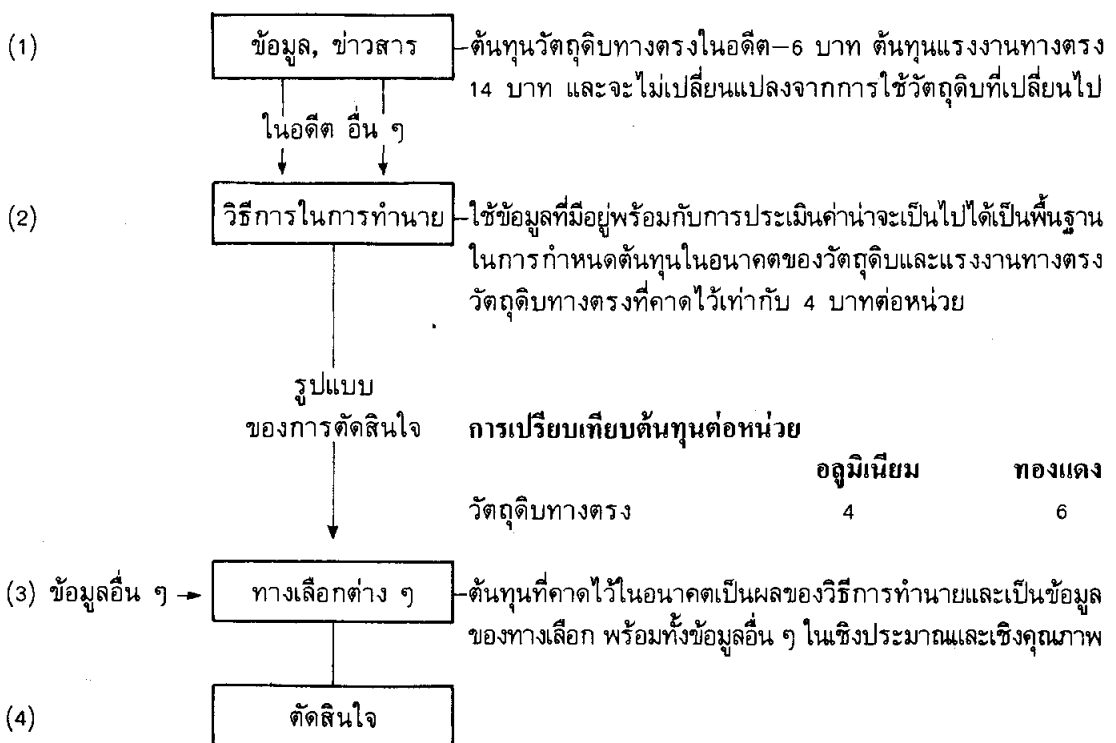 (1) ข้อมูล, ข่าวสาร ต้นทุนวัตถุดิบทางตรงในอดีต–6 บาท ต้นทุนแรงงานทางตรง
14 บาท และจะไม่เปลี่ยนแปลงจากการใช้วัตถุดิบที่เปลี่ยนไป
ในอดีต อื่น ๆ
(2) วิธีการในการทำนาย ใช้ข้อมูลที่มีอยู่พร้อมกับการประเมินค่าน่าจะเป็นไปได้เป็นพื้นฐาน
ในการกำหนดต้นทุนในอนาคตของวัตถุดิบและแรงงานทางตรง
วัตถุดิบทางตรงที่คาดไว้เท่ากับ 4 บาทต่อหน่วย
รูปแบบ
ของการตัดสินใจ การเปรียบเทียบต้นทุนต่อหน่วย
อลูมิเนียม ทองแดง
วัตถุดิบทางตรง 4 6
(3) ข้อมูลอื่น ๆ ทางเลือกต่าง ๆ ต้นทุนที่คาดไว้ในอนาคตเป็นผลของวิธีการทำนายและเป็นข้อมูล
ของทางเลือก พร้อมทั้งข้อมูลอื่น ๆ ในเชิงประมาณและเชิงคุณภาพ
(4) ตัดสินใจ